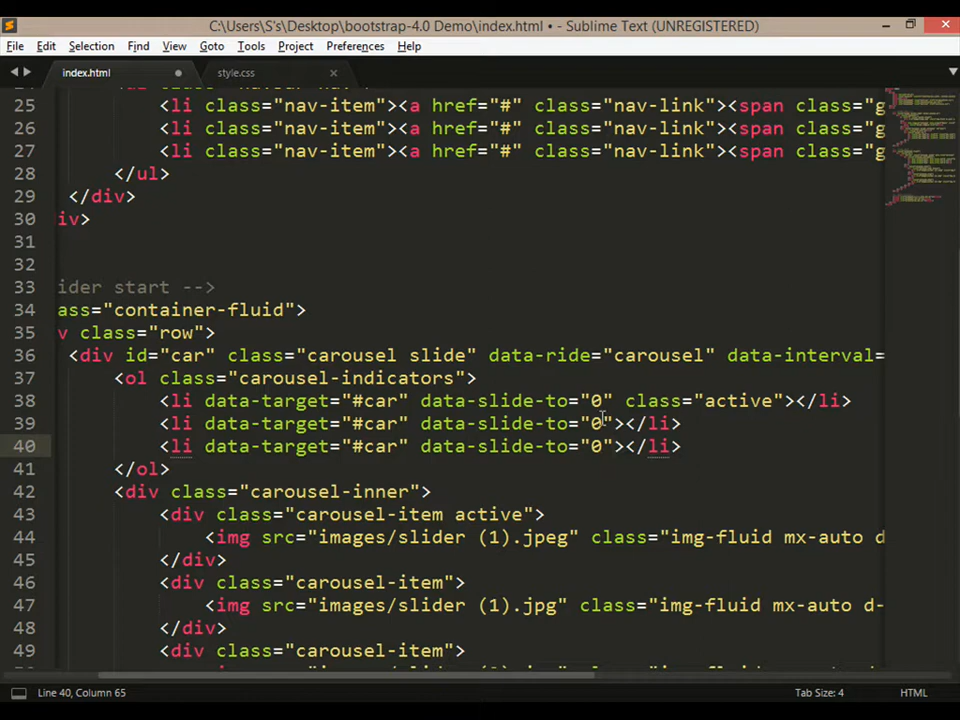 C:\Users\S's\Desktop\bootstrap-4.0 Demo\index.html • - Sublime Text (UNREGISTERED)
File Edit Selection Find View Goto Tools Project Preferences Help
index.html style.css
25 <li class="nav-item"><a href="#" class="nav-link"><span class="g
26 <li class="nav-item"><a href="#" class="nav-link"><span class="g
27 <li class="nav-item"><a href="#" class="nav-link"><span class="g
28 </ul>
29 </div>
30 iv>
31
32
33 ider start -->
34 ass="container-fluid">
35 v class="row">
36 <div id="car" class="carousel slide" data-ride="carousel" data-interval=
37 <ol class="carousel-indicators">
38 <li data-target="#car" data-slide-to="0" class="active"></li>
39 <li data-target="#car" data-slide-to="0"></li>
40 <li data-target="#car" data-slide-to="0"></li>
41 </ol>
42 <div class="carousel-inner">
43 <div class="carousel-item active">
44 <img src="images/slider (1).jpeg" class="img-fluid mx-auto d
45 </div>
46 <div class="carousel-item">
47 <img src="images/slider (1).jpg" class="img-fluid mx-auto d-
48 </div>
49 <div class="carousel-item">
Line 40, Column 65 Tab Size: 4 HTML